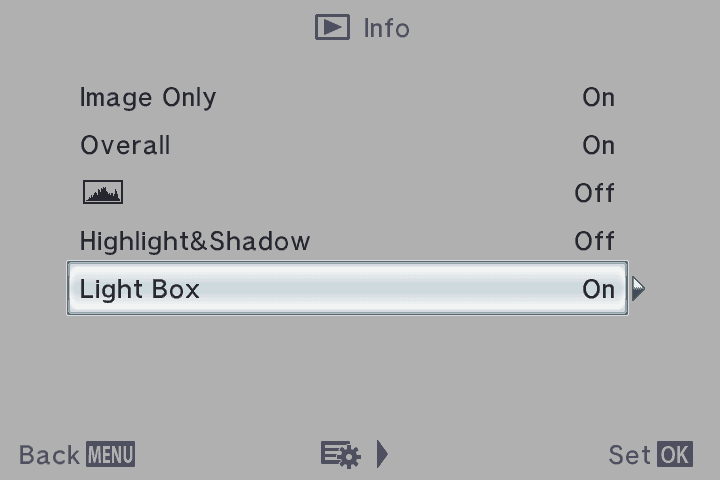 Info
Image Only On
Overall On
Off
Highlight&Shadow Off
Light Box On
Back MENU Set OK